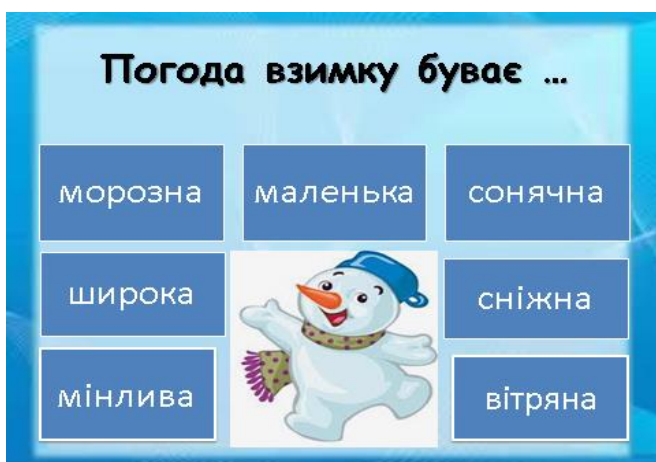 Погода взимку буває ...
морозна маленька сонячна
широка сніжна
мінлива вітряна